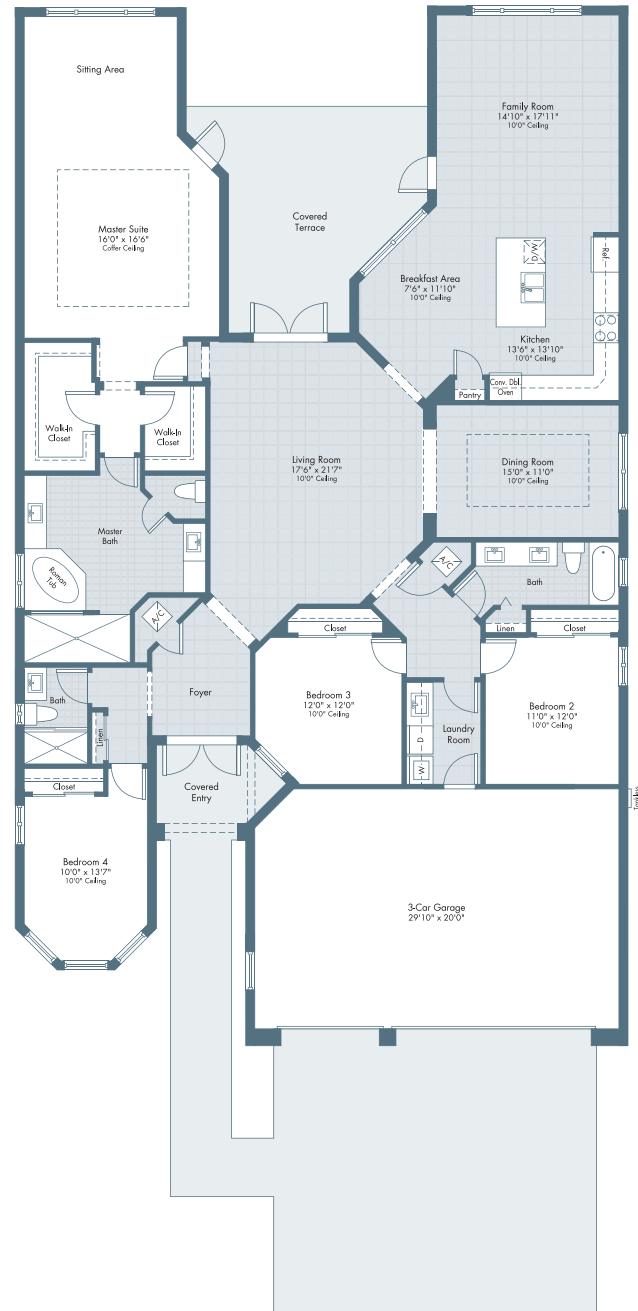 Sitting Area
Family Room
14'10" x 17'11"
10'0" Ceiling
Master Suite
16'0" x 16'6"
Coffer Ceiling
Covered
Terrace
D/W
Ref.
Breakfast Area
7'6" x 11'10"
10'0" Ceiling
Kitchen
13'6" x 13'10"
10'0" Ceiling
Conv. Dbl.
Oven
Pantry
Walk-In
Closet
Walk-In
Closet
Living Room
17'6" x 21'7"
10'0" Ceiling
Dining Room
15'0" x 11'0"
10'0" Ceiling
Master
Bath
Roman
Tub
A/C
Bath
A/C
Linen
Closet
Closet
Foyer
Bath
Linen
Bedroom 3
12'0" x 12'0"
10'0" Ceiling
Bedroom 2
11'0" x 12'0"
10'0" Ceiling
Laundry
Room
D
W
Closet
Covered
Entry
Tankless
Bedroom 4
10'0" x 13'7"
10'0" Ceiling
3-Car Garage
29'10" x 20'0"